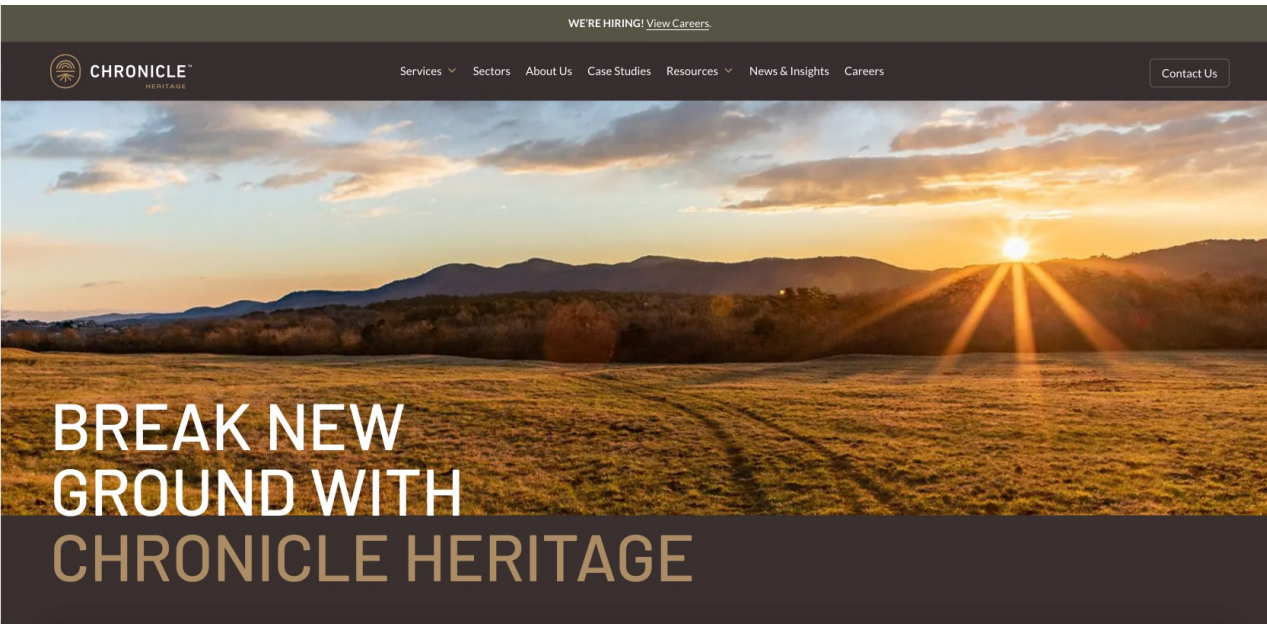 WE'RE HIRING! View Careers.
CHRONICLE™
HERITAGE
Services
Sectors
About Us
Case Studies
Resources
News & Insights
Careers
Contact Us
BREAK NEW
GROUND WITH
CHRONICLE HERITAGE